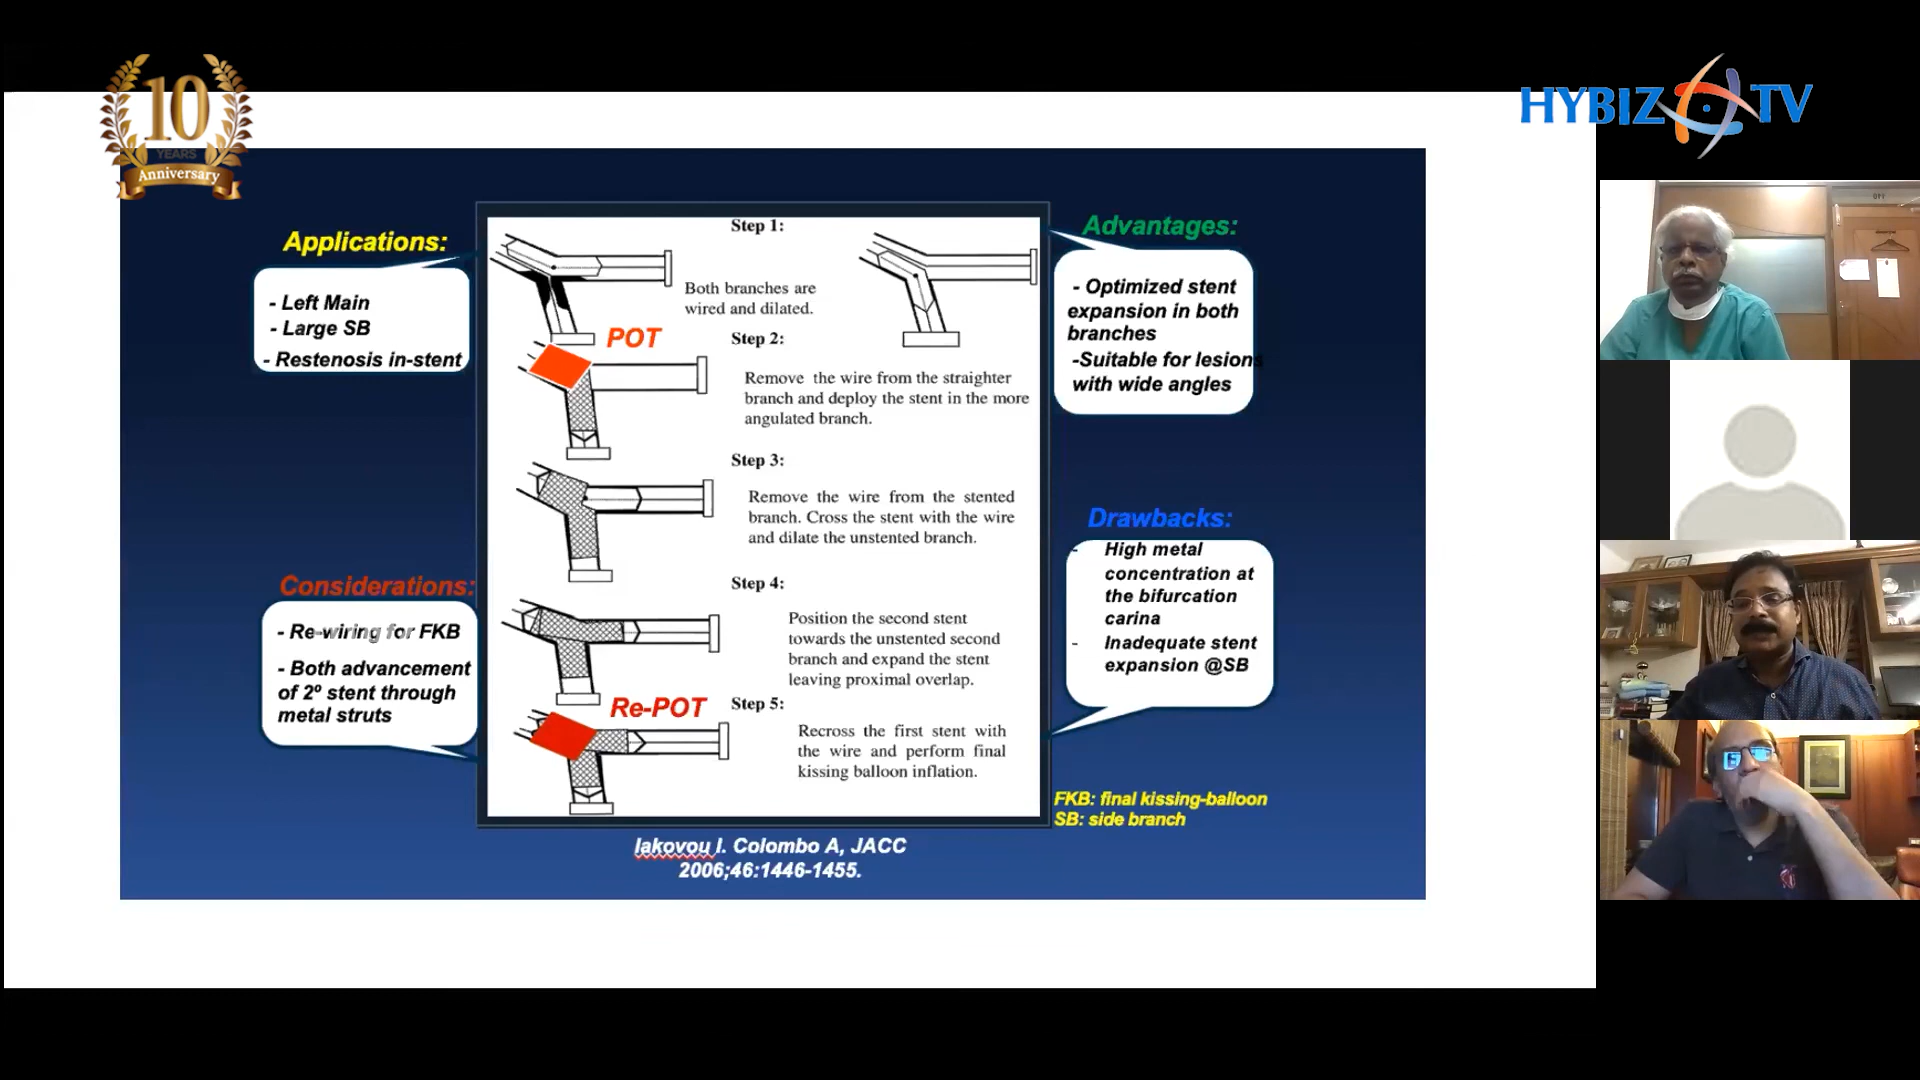 10
YEARS
Anniversary
HYBIZ TV
Applications:
- Left Main
- Large SB
- Restenosis in-stent
Considerations:
- Re-wiring for FKB
- Both advancement
of 2º stent through
metal struts
Step 1:
Both branches are
wired and dilated.
POT
Step 2:
Remove the wire from the straighter
branch and deploy the stent in the more
angulated branch.
Step 3:
Remove the wire from the stented
branch. Cross the stent with the wire
and dilate the unstented branch.
Step 4:
Position the second stent
towards the unstented second
branch and expand the stent
leaving proximal overlap.
Re-POT
Step 5:
Recross the first stent with
the wire and perform final
kissing balloon inflation.
Iakovou I. Colombo A, JACC
2006;46:1446-1455.
Advantages:
- Optimized stent
expansion in both
branches
-Suitable for lesions
with wide angles
Drawbacks:
- High metal
concentration at
the bifurcation
carina
- Inadequate stent
expansion @SB
FKB: final kissing-balloon
SB: side branch